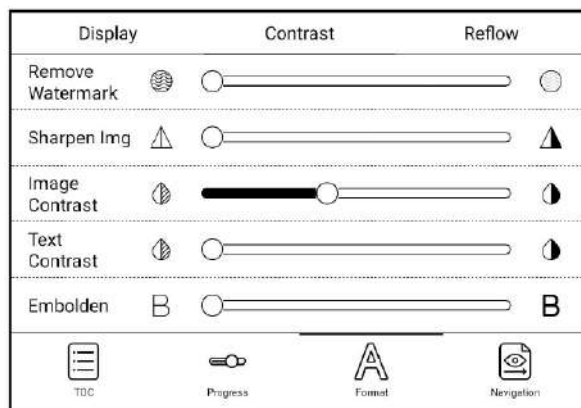 Display Contrast Reflow
Remove
Watermark
Sharpen Img
Image
Contrast
Text
Contrast
Embolden B B
TOC Progress Format Navigation